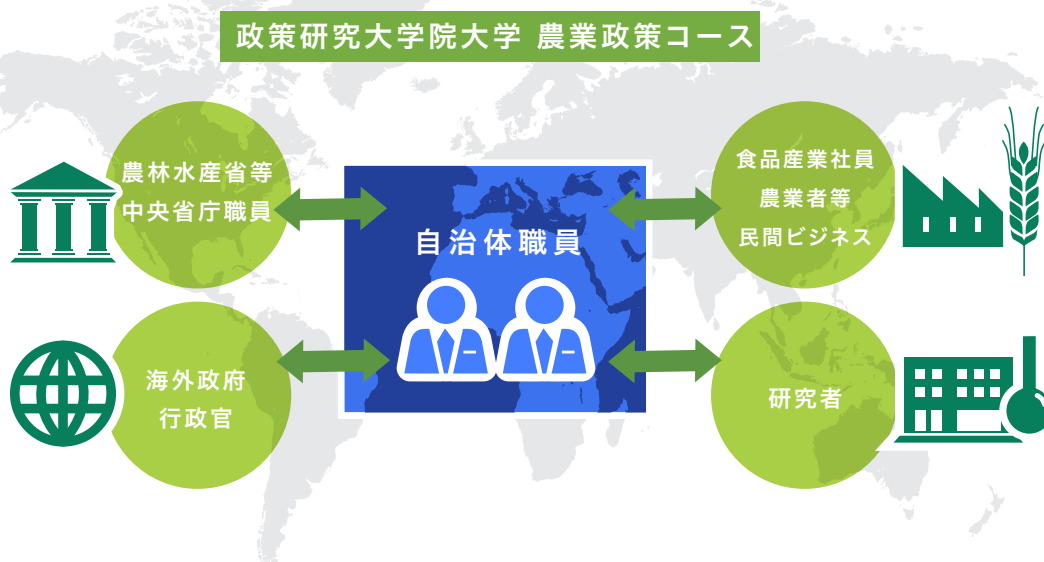 政策研究大学院大学 農業政策コース
農林水産省等
中央省庁職員
食品産業社員
農業者等
民間ビジネス
自治体職員
海外政府
行政官
研究者